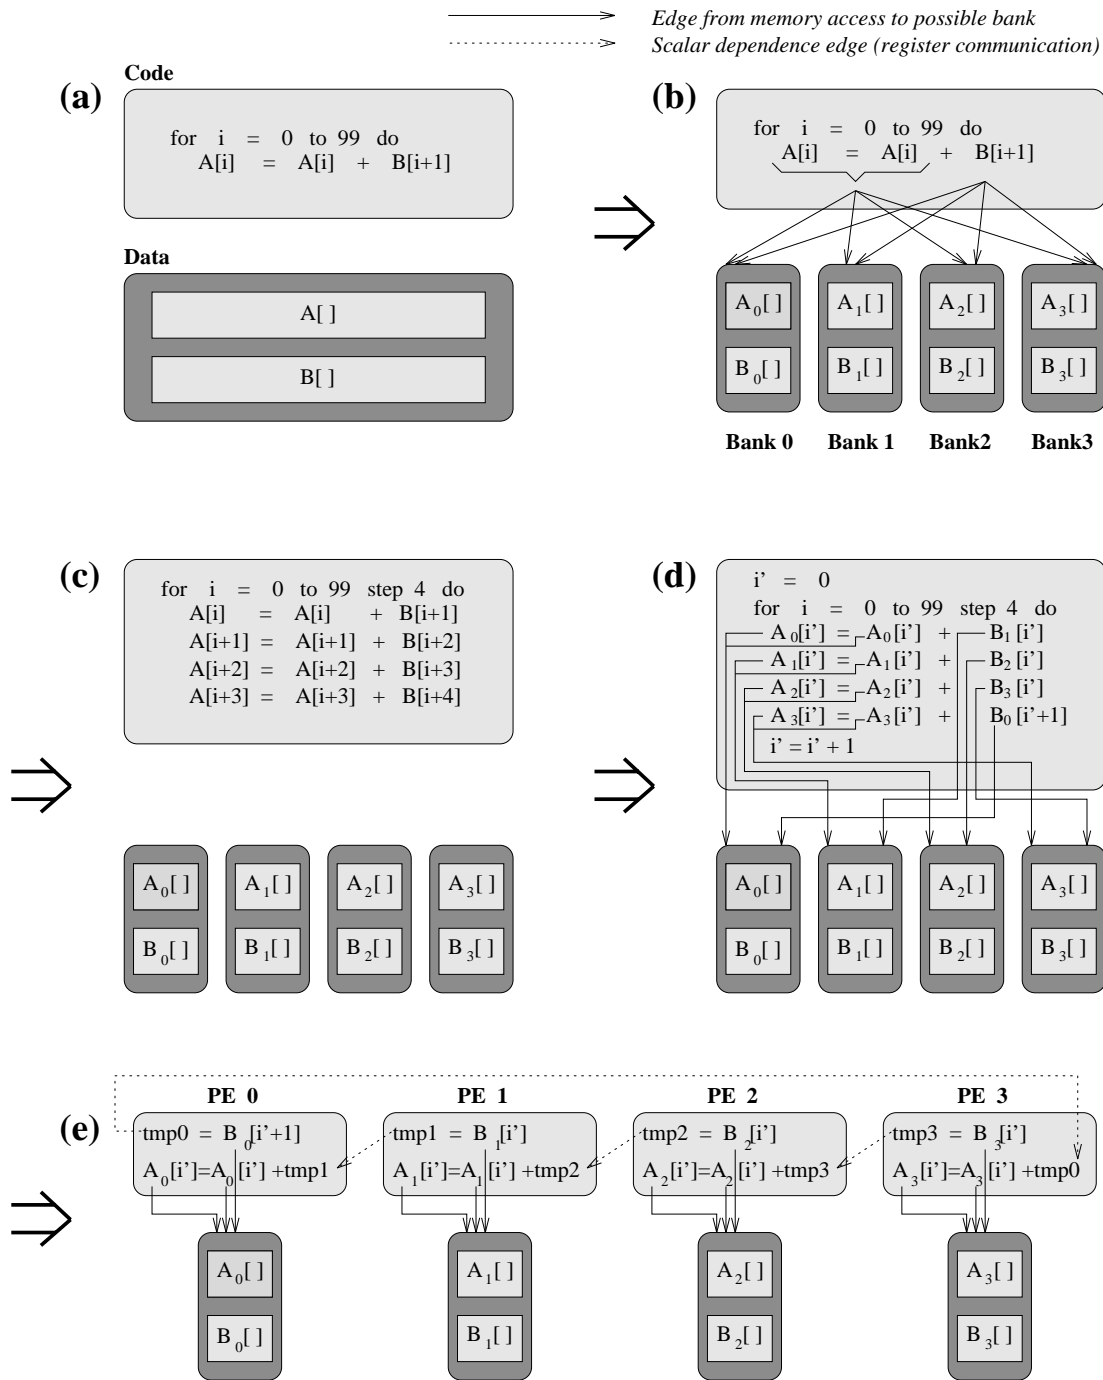 Edge from memory access to possible bank
Scalar dependence edge (register communication)
Code
(a)
for i = 0 to 99 do
A[i] = A[i] + B[i+1]
Data
A[ ]
B[ ]
(b)
for i = 0 to 99 do
A[i] = A[i] + B[i+1]
A0[ ] A1[ ] A2[ ] A3[ ]
B0[ ] B1[ ] B2[ ] B3[ ]
Bank 0 Bank 1 Bank2 Bank3
(c)
for i = 0 to 99 step 4 do
A[i] = A[i] + B[i+1]
A[i+1] = A[i+1] + B[i+2]
A[i+2] = A[i+2] + B[i+3]
A[i+3] = A[i+3] + B[i+4]
A0[ ] A1[ ] A2[ ] A3[ ]
B0[ ] B1[ ] B2[ ] B3[ ]
(d)
i' = 0
for i = 0 to 99 step 4 do
A0[i'] = A0[i'] + B1[i']
A1[i'] = A1[i'] + B2[i']
A2[i'] = A2[i'] + B3[i']
A3[i'] = A3[i'] + B0[i'+1]
i' = i' + 1
A0[ ] A1[ ] A2[ ] A3[ ]
B0[ ] B1[ ] B2[ ] B3[ ]
(e)
PE 0 PE 1 PE 2 PE 3
tmp0 = B0[i'+1] tmp1 = B1[i'] tmp2 = B2[i'] tmp3 = B3[i']
A0[i']=A0[i'] +tmp1 A1[i']=A1[i'] +tmp2 A2[i']=A2[i'] +tmp3 A3[i']=A3[i'] +tmp0
A0[ ] A1[ ] A2[ ] A3[ ]
B0[ ] B1[ ] B2[ ] B3[ ]